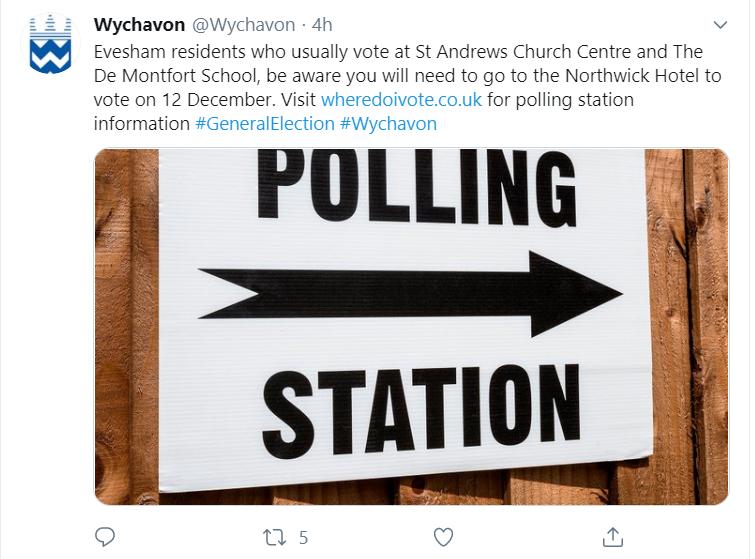 Wychavon @Wychavon · 4h
Evesham residents who usually vote at St Andrews Church Centre and The
De Montfort School, be aware you will need to go to the Northwick Hotel to
vote on 12 December. Visit wheredoivote.co.uk for polling station
information #GeneralElection #Wychavon
POLLING
STATION
5